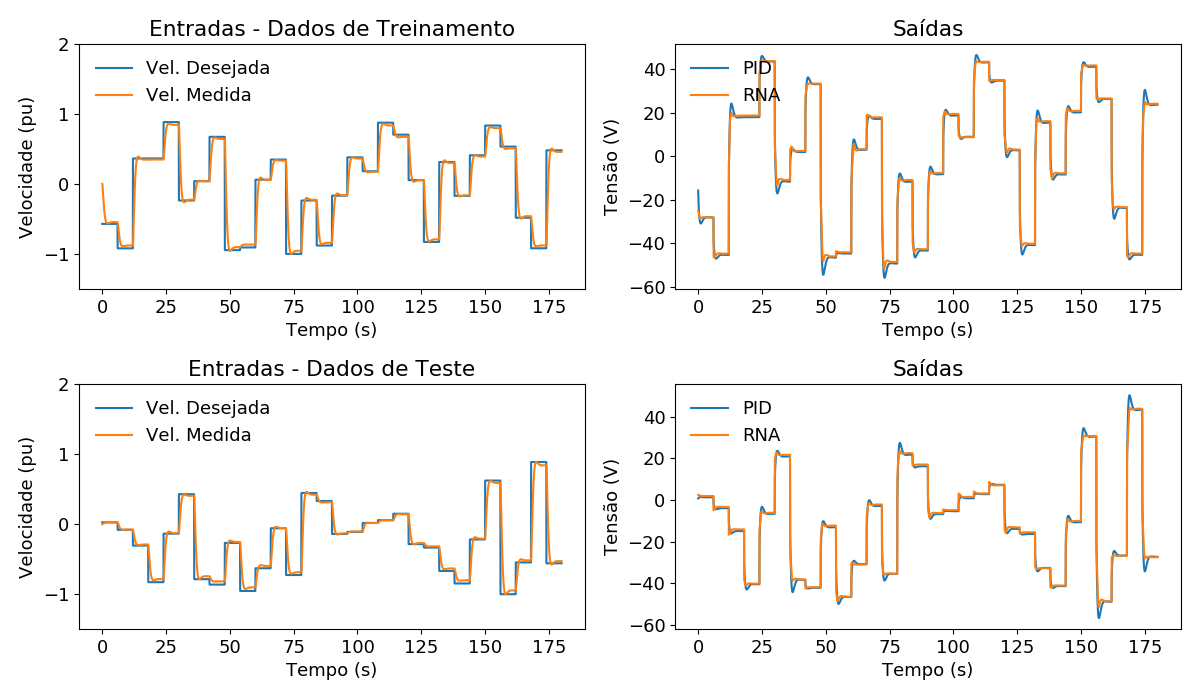 Entradas - Dados de Treinamento
Vel. Desejada
Vel. Medida
Velocidade (pu)
2
1
0
−1
0 25 50 75 100 125 150 175
Tempo (s)
Saídas
PID
RNA
Tensão (V)
40
20
0
−20
−40
−60
0 25 50 75 100 125 150 175
Tempo (s)
Entradas - Dados de Teste
Vel. Desejada
Vel. Medida
Velocidade (pu)
2
1
0
−1
0 25 50 75 100 125 150 175
Tempo (s)
Saídas
PID
RNA
Tensão (V)
40
20
0
−20
−40
−60
0 25 50 75 100 125 150 175
Tempo (s)